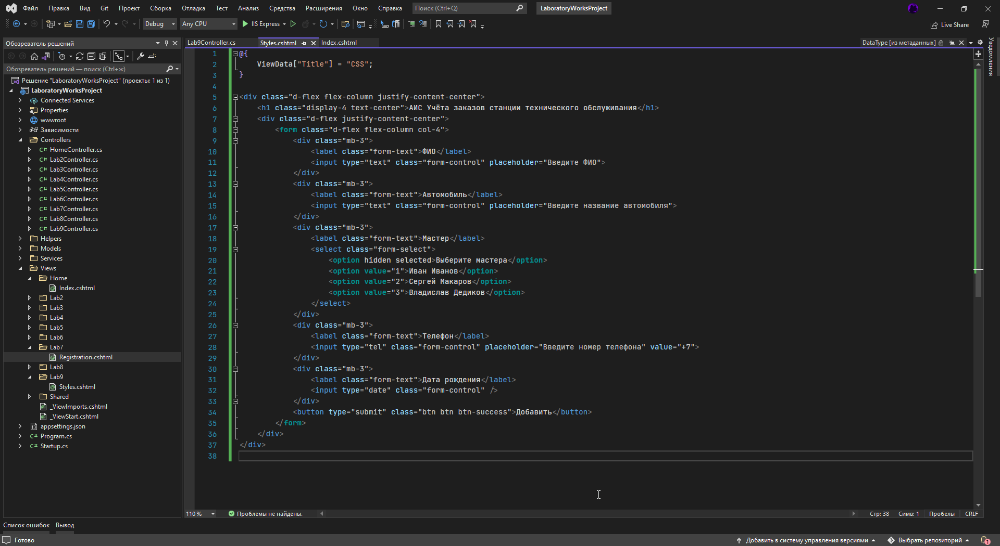 Файл Правка Вид Git Проект Сборка Отладка Тест Анализ Средства Расширения Окно Справка Поиск (Ctrl+Q) LaboratoryWorksProject
Debug Any CPU IIS Express Live Share
Обозреватель решений
Обозреватель решений — поиск (Ctrl+ж)
Решение "LaboratoryWorksProject" (проекты: 1 из 1)
LaboratoryWorksProject
Connected Services
Properties
wwwroot
Зависимости
Controllers
C# HomeController.cs
C# Lab2Controller.cs
C# Lab3Controller.cs
C# Lab4Controller.cs
C# Lab5Controller.cs
C# Lab6Controller.cs
C# Lab7Controller.cs
C# Lab8Controller.cs
C# Lab9Controller.cs
Helpers
Models
Services
Views
Home
Index.cshtml
Lab2
Lab3
Lab4
Lab5
Lab6
Lab7
Registration.cshtml
Lab8
Lab9
Styles.cshtml
Shared
_ViewImports.cshtml
_ViewStart.cshtml
appsettings.json
C# Program.cs
C# Startup.cs
Lab9Controller.cs Styles.cshtml Index.cshtml DataType [из метаданных]
Уведомления
1 @{
2 ViewData["Title"] = "CSS";
3 }
4
5 <div class="d-flex flex-column justify-content-center">
6 <h1 class="display-4 text-center">АИС Учёта заказов станции технического обслуживания</h1>
7 <div class="d-flex justify-content-center">
8 <form class="d-flex flex-column col-4">
9 <div class="mb-3">
10 <label class="form-text">ФИО</label>
11 <input type="text" class="form-control" placeholder="Введите ФИО">
12 </div>
13 <div class="mb-3">
14 <label class="form-text">Автомобиль</label>
15 <input type="text" class="form-control" placeholder="Введите название автомобиля">
16 </div>
17 <div class="mb-3">
18 <label class="form-text">Мастер</label>
19 <select class="form-select">
20 <option hidden selected>Выберите мастера</option>
21 <option value="1">Иван Иванов</option>
22 <option value="2">Сергей Макаров</option>
23 <option value="3">Владислав Дедиков</option>
24 </select>
25 </div>
26 <div class="mb-3">
27 <label class="form-text">Телефон</label>
28 <input type="tel" class="form-control" placeholder="Введите номер телефона" value="+7">
29 </div>
30 <div class="mb-3">
31 <label class="form-text">Дата рождения</label>
32 <input type="date" class="form-control" />
33 </div>
34 <button type="submit" class="btn btn btn-success">Добавить</button>
35 </form>
36 </div>
37 </div>
38
110 % Проблемы не найдены. Стр: 38 Симв: 1 Пробелы CRLF
Список ошибок Вывод
Готово Добавить в систему управления версиями Выбрать репозиторий 1